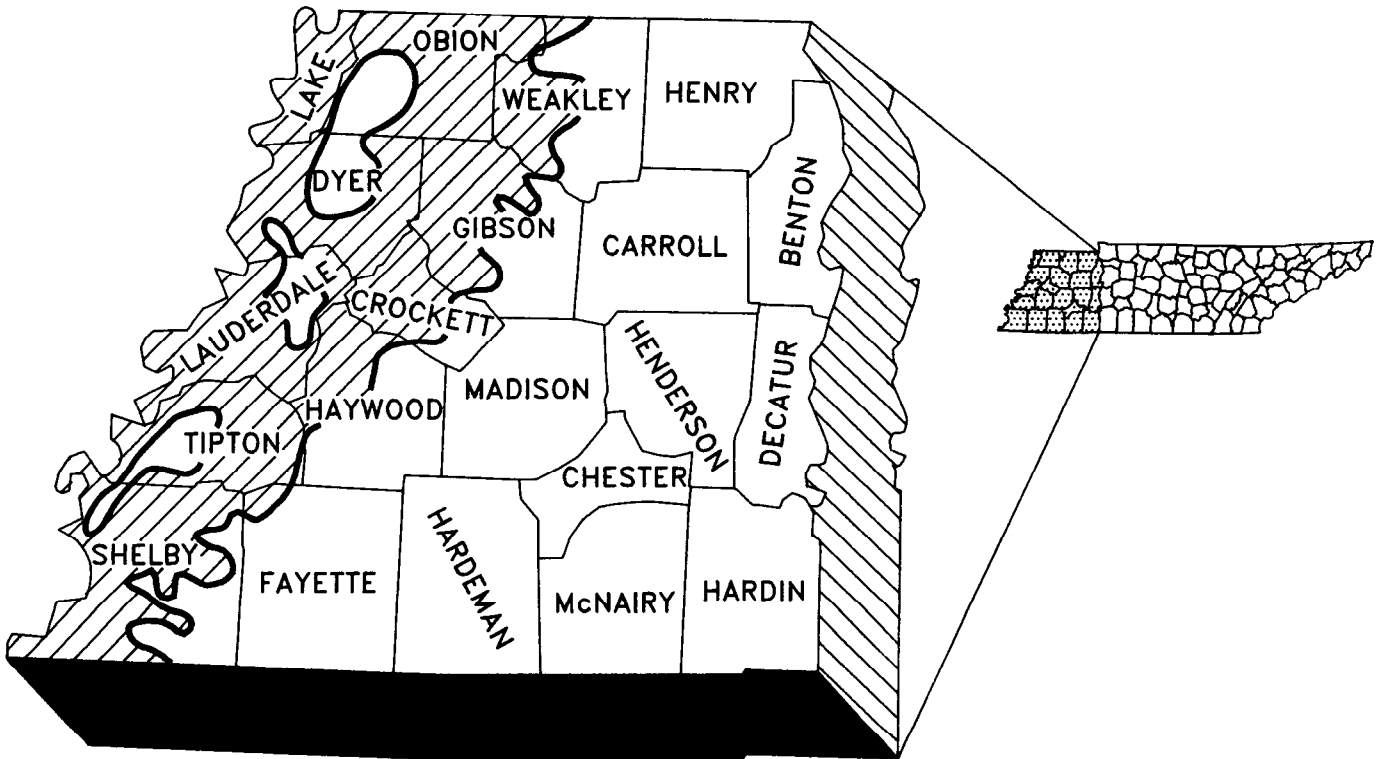 OBION
LAKE
WEAKLEY
HENRY
DYER
BENTON
GIBSON
CARROLL
LAUDERDALE
CROCKETT
HENDERSON
DECATUR
MADISON
HAYWOOD
TIPTON
CHESTER
SHELBY
FAYETTE
HARDEMAN
McNAIRY
HARDIN